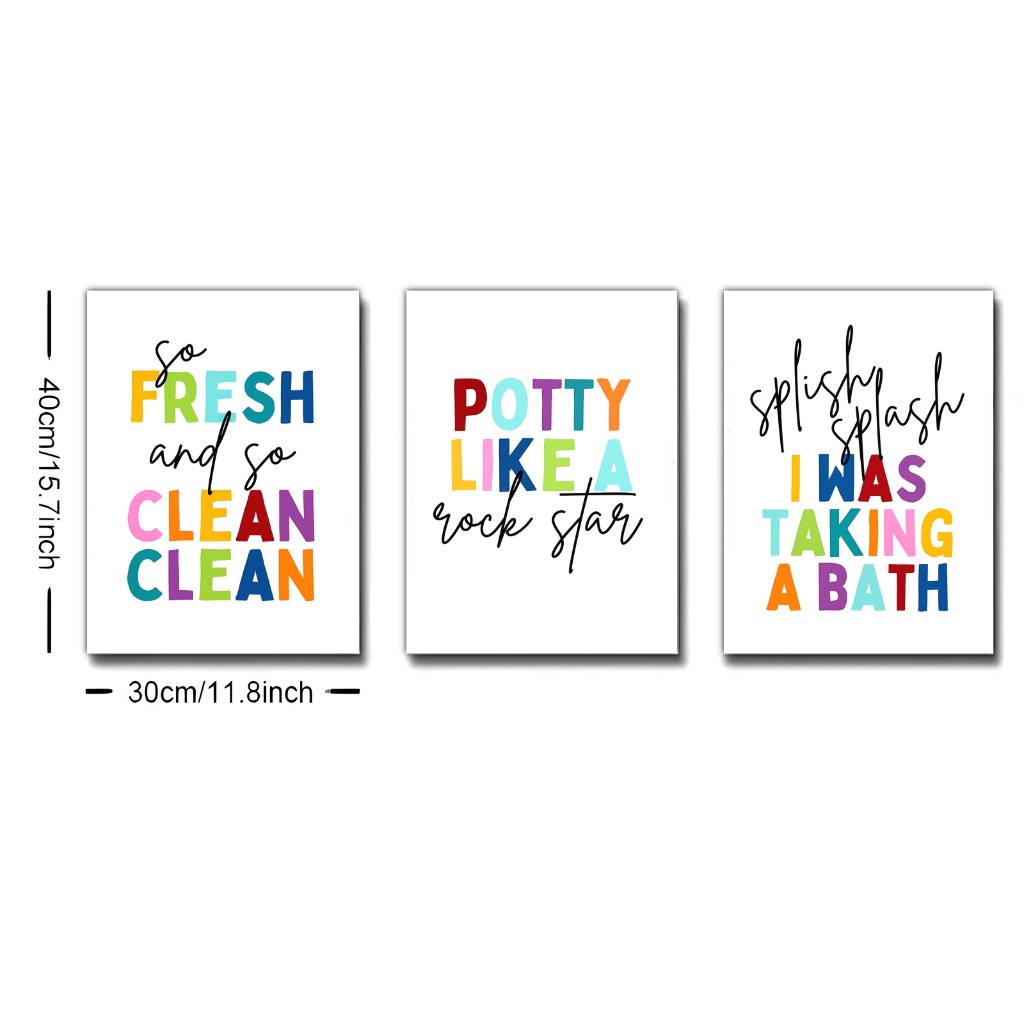 so
FRESH
and so
CLEAN
CLEAN
POTTY
LIKE A
rock star
splish
splash
I WAS
TAKING
A BATH
40cm/15.7inch
30cm/11.8inch